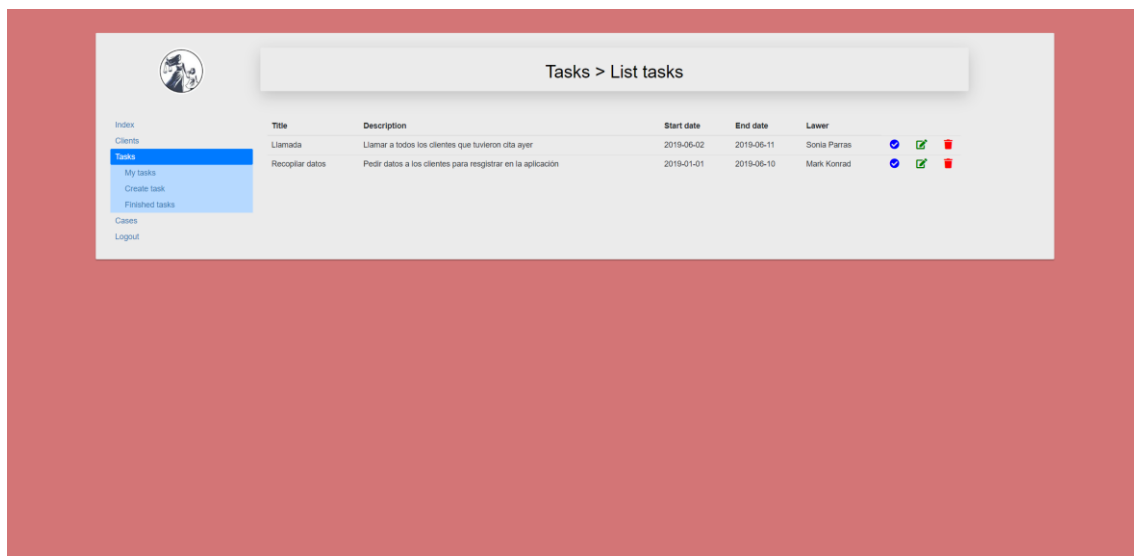 Tasks > List tasks
Index
Clients
Tasks
My tasks
Create task
Finished tasks
Cases
Logout
Title Description Start date End date Lawer
Llamada Llamar a todos los clientes que tuvieron cita ayer 2019-06-02 2019-06-11 Sonia Parras
Recopilar datos Pedir datos a los clientes para resgistrar en la aplicación 2019-01-01 2019-06-10 Mark Konrad